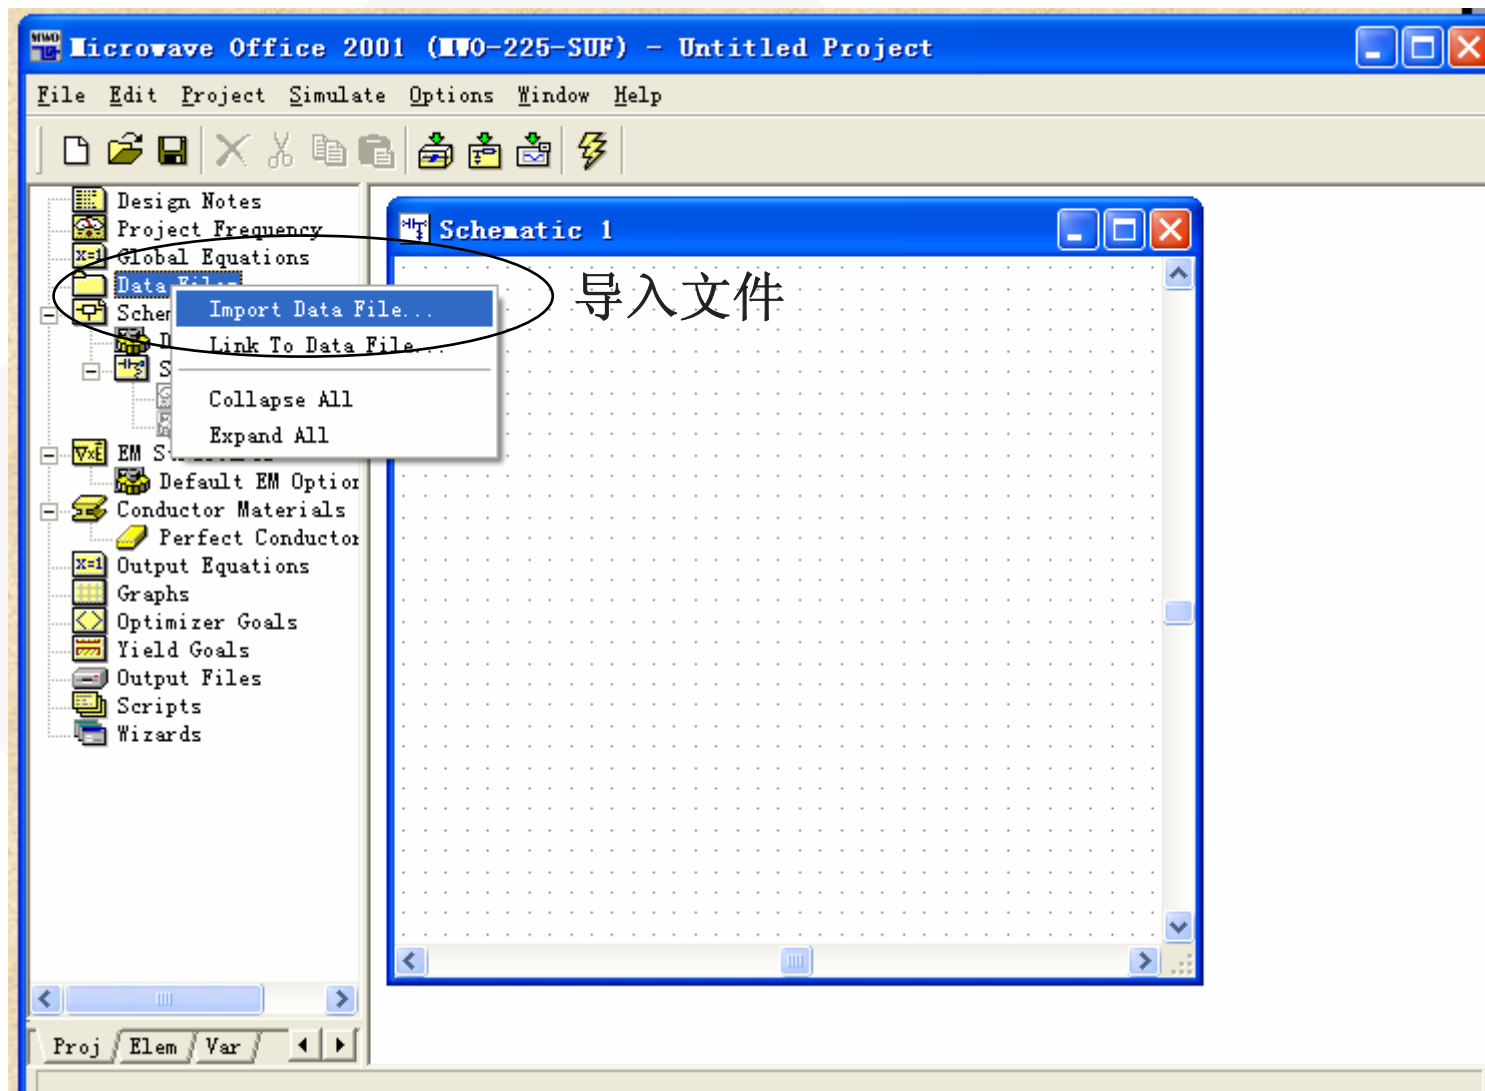 Microwave Office 2001 (MWO-225-SUF) - Untitled Project
File Edit Project Simulate Options Window Help
Design Notes
Project Frequency
Global Equations
Data Files
Import Data File...
Link To Data File...
Collapse All
Expand All
Schem
D
S
EM S
Default EM Option
Conductor Materials
Perfect Conductor
Output Equations
Graphs
Optimizer Goals
Yield Goals
Output Files
Scripts
Wizards
Proj Elem Var
Schematic 1
导入文件